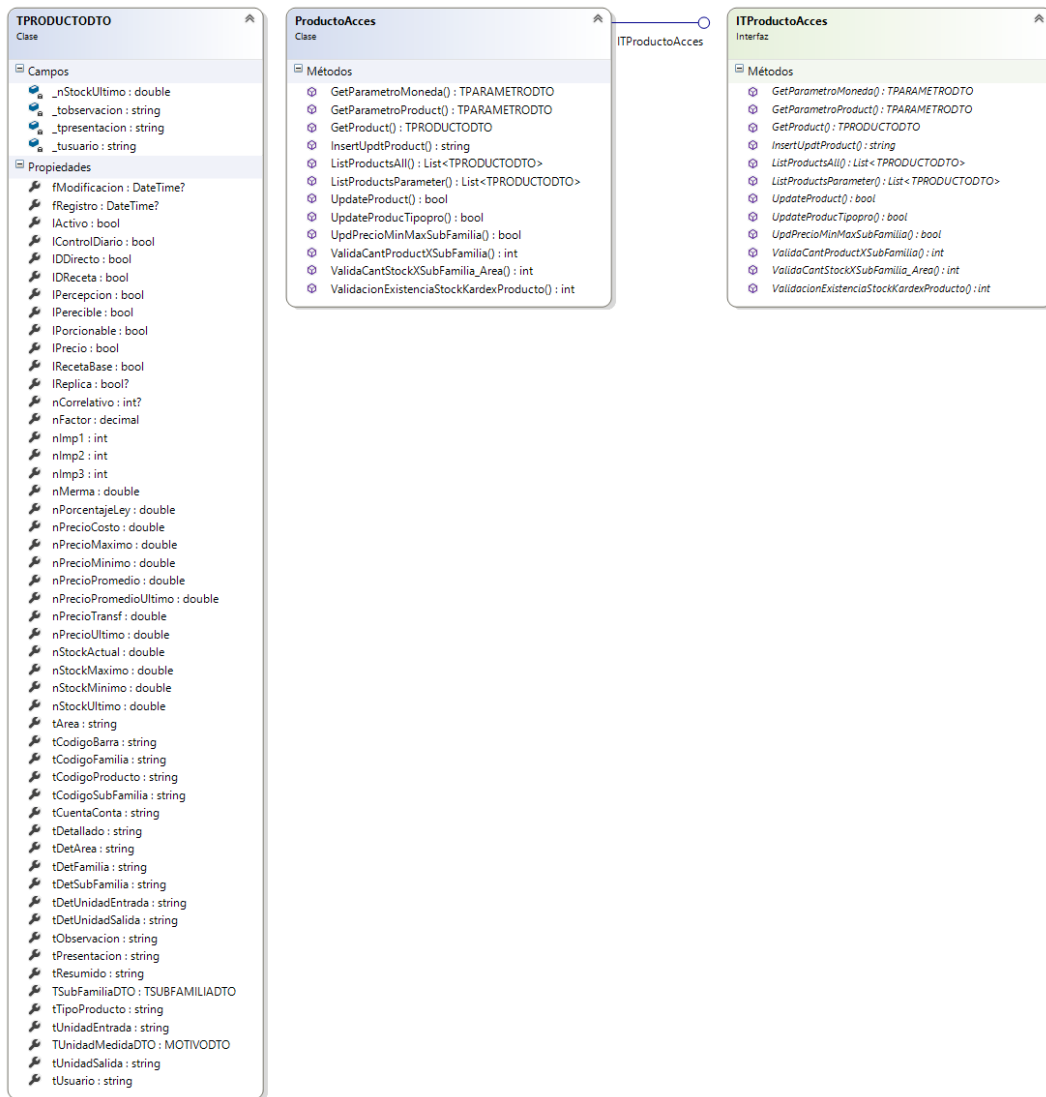 TPRODUCTODTO
Clase
Campos
_nStockUltimo : double
_tobservacion : string
_tpresentacion : string
_tusuario : string
Propiedades
fModificacion : DateTime?
fRegistro : DateTime?
lActivo : bool
lControlDiario : bool
lDDirecto : bool
lDReceta : bool
lPercepcion : bool
lPerecible : bool
lPorcionable : bool
lPrecio : bool
lRecetaBase : bool
lReplica : bool?
nCorrelativo : int?
nFactor : decimal
nImp1 : int
nImp2 : int
nImp3 : int
nMerma : double
nPorcentajeLey : double
nPrecioCosto : double
nPrecioMaximo : double
nPrecioMinimo : double
nPrecioPromedio : double
nPrecioPromedioUltimo : double
nPrecioTransf : double
nPrecioUltimo : double
nStockActual : double
nStockMaximo : double
nStockMinimo : double
nStockUltimo : double
tArea : string
tCodigoBarra : string
tCodigoFamilia : string
tCodigoProducto : string
tCodigoSubFamilia : string
tCuentaConta : string
tDetallado : string
tDetArea : string
tDetFamilia : string
tDetSubFamilia : string
tDetUnidadEntrada : string
tDetUnidadSalida : string
tObservacion : string
tPresentacion : string
tResumido : string
TSubFamiliaDTO : TSUBFAMILIADTO
tTipoProducto : string
tUnidadEntrada : string
TUnidadMedidaDTO : MOTIVODTO
tUnidadSalida : string
tUsuario : string
ProductoAcces
Clase
Métodos
GetParametroMoneda() : TPARAMETRODTO
GetParametroProduct() : TPARAMETRODTO
GetProduct() : TPRODUCTODTO
InsertUpdtProduct() : string
ListProductsAll() : List<TPRODUCTODTO>
ListProductsParameter() : List<TPRODUCTODTO>
UpdateProduct() : bool
UpdateProducTipopro() : bool
UpdPrecioMinMaxSubFamilia() : bool
ValidaCantProductXSubFamilia() : int
ValidaCantStockXSubFamilia_Area() : int
ValidacionExistenciaStockKardexProducto() : int
ITProductoAcces
ITProductoAcces
Interfaz
Métodos
GetParametroMoneda() : TPARAMETRODTO
GetParametroProduct() : TPARAMETRODTO
GetProduct() : TPRODUCTODTO
InsertUpdtProduct() : string
ListProductsAll() : List<TPRODUCTODTO>
ListProductsParameter() : List<TPRODUCTODTO>
UpdateProduct() : bool
UpdateProducTipopro() : bool
UpdPrecioMinMaxSubFamilia() : bool
ValidaCantProductXSubFamilia() : int
ValidaCantStockXSubFamilia_Area() : int
ValidacionExistenciaStockKardexProducto() : int